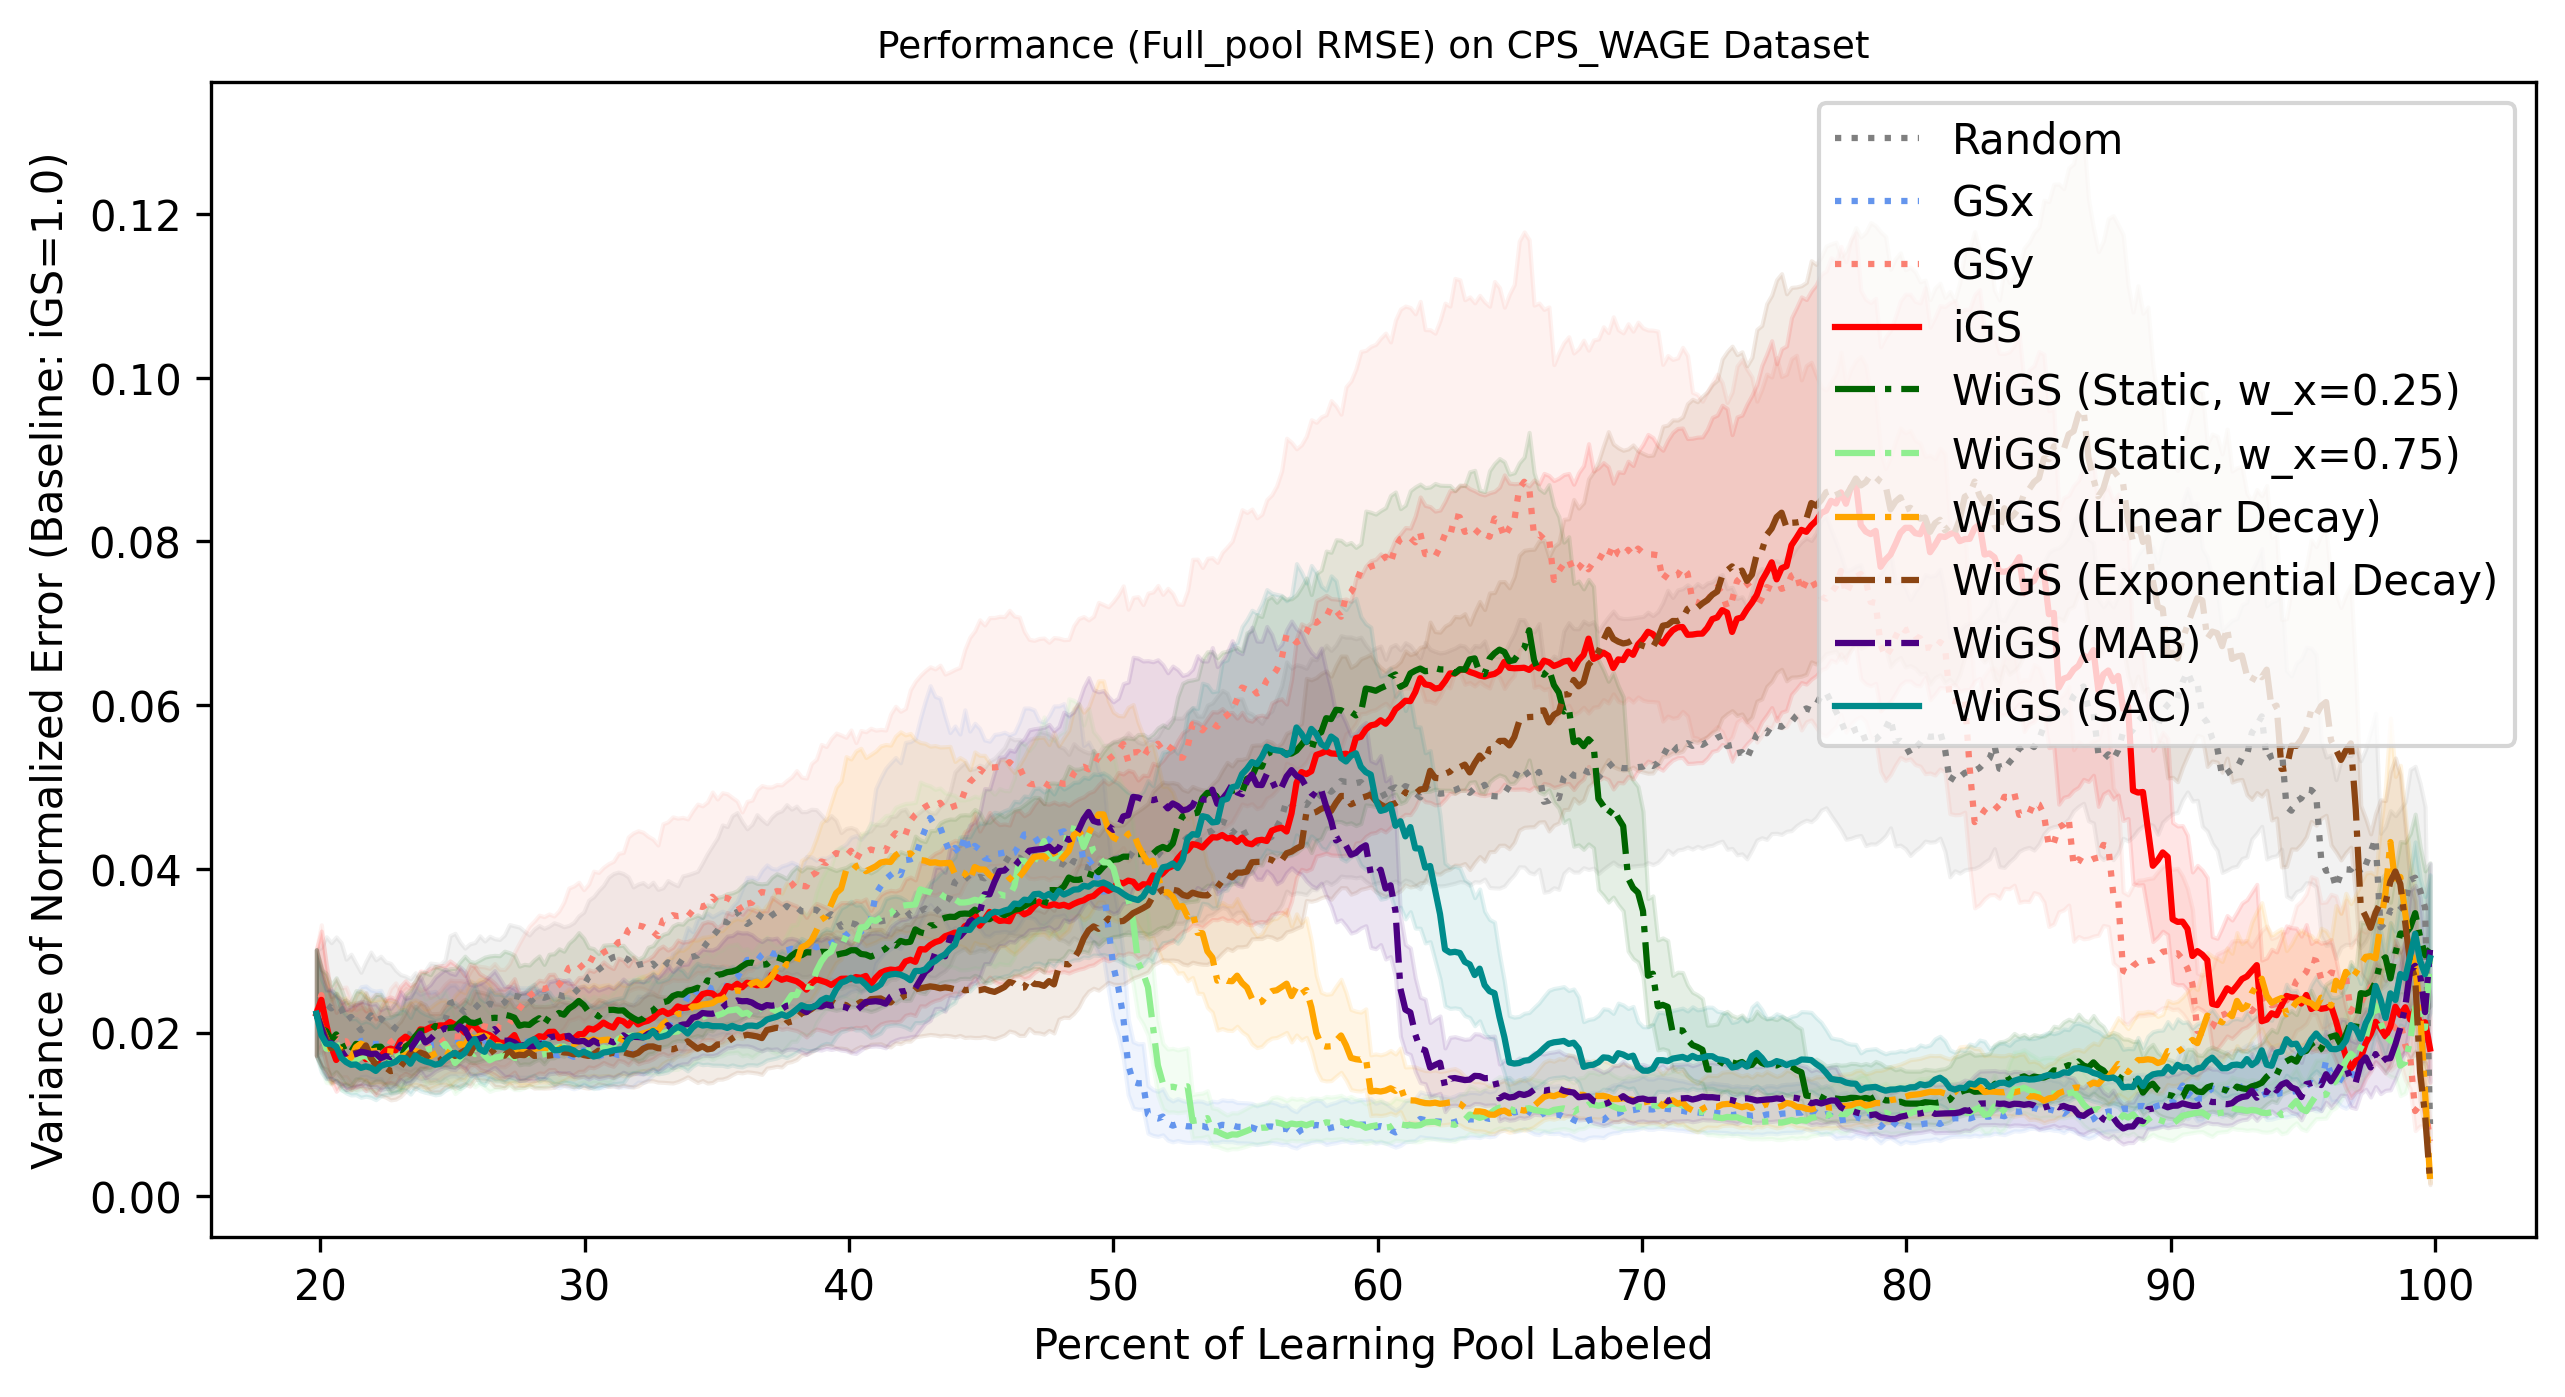 Performance (Full_pool RMSE) on CPS_WAGE Dataset
Variance of Normalized Error (Baseline: iGS=1.0)
0.12
0.10
0.08
0.06
0.04
0.02
0.00
Random
GSx
GSy
iGS
WiGS (Static, w_x=0.25)
WiGS (Static, w_x=0.75)
WiGS (Linear Decay)
WiGS (Exponential Decay)
WiGS (MAB)
WiGS (SAC)
20 30 40 50 60 70 80 90 100
Percent of Learning Pool Labeled